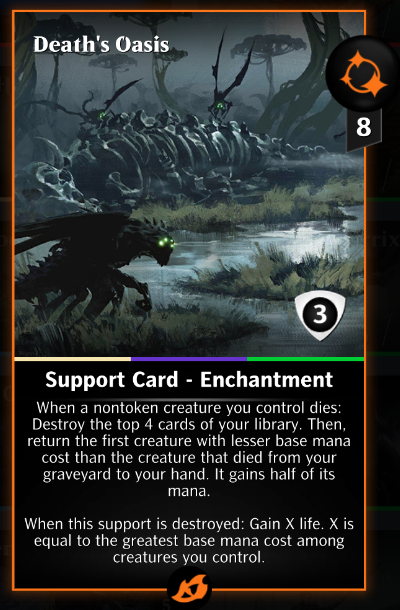 Death's Oasis
8
3
Support Card - Enchantment
When a nontoken creature you control dies:
Destroy the top 4 cards of your library. Then,
return the first creature with lesser base mana
cost than the creature that died from your
graveyard to your hand. It gains half of its
mana.
When this support is destroyed: Gain X life. X is
equal to the greatest base mana cost among
creatures you control.